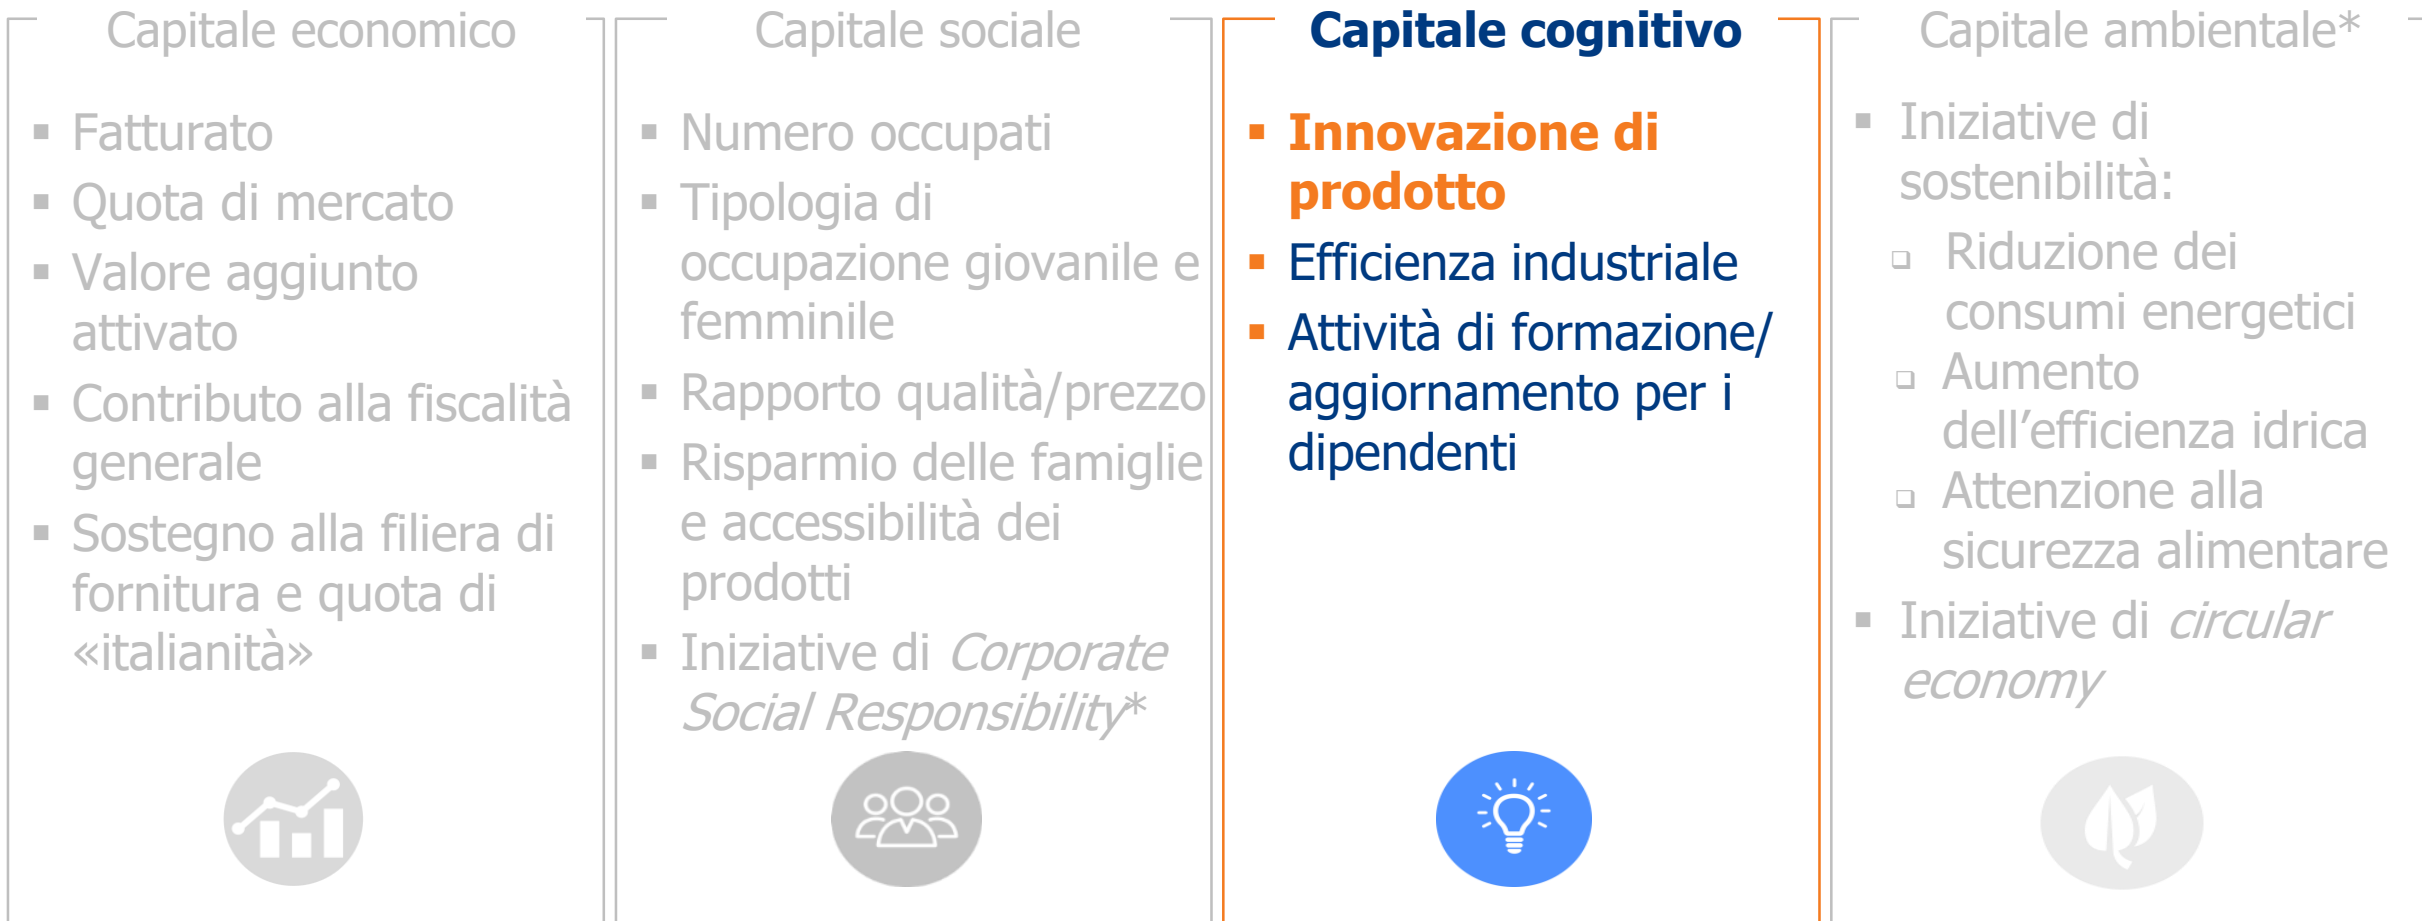 Capitale economico
▪ Fatturato
▪ Quota di mercato
▪ Valore aggiunto
attivato
▪ Contributo alla fiscalità
generale
▪ Sostegno alla filiera di
fornitura e quota di
«italianità»
Capitale sociale
▪ Numero occupati
▪ Tipologia di
occupazione giovanile e
femminile
▪ Rapporto qualità/prezzo
▪ Risparmio delle famiglie
e accessibilità dei
prodotti
▪ Iniziative di Corporate
Social Responsibility*
Capitale cognitivo
▪ Innovazione di
prodotto
▪ Efficienza industriale
▪ Attività di formazione/
aggiornamento per i
dipendenti
Capitale ambientale*
▪ Iniziative di
sostenibilità:
❑ Riduzione dei
consumi energetici
❑ Aumento
dell’efficienza idrica
❑ Attenzione alla
sicurezza alimentare
▪ Iniziative di circular
economy